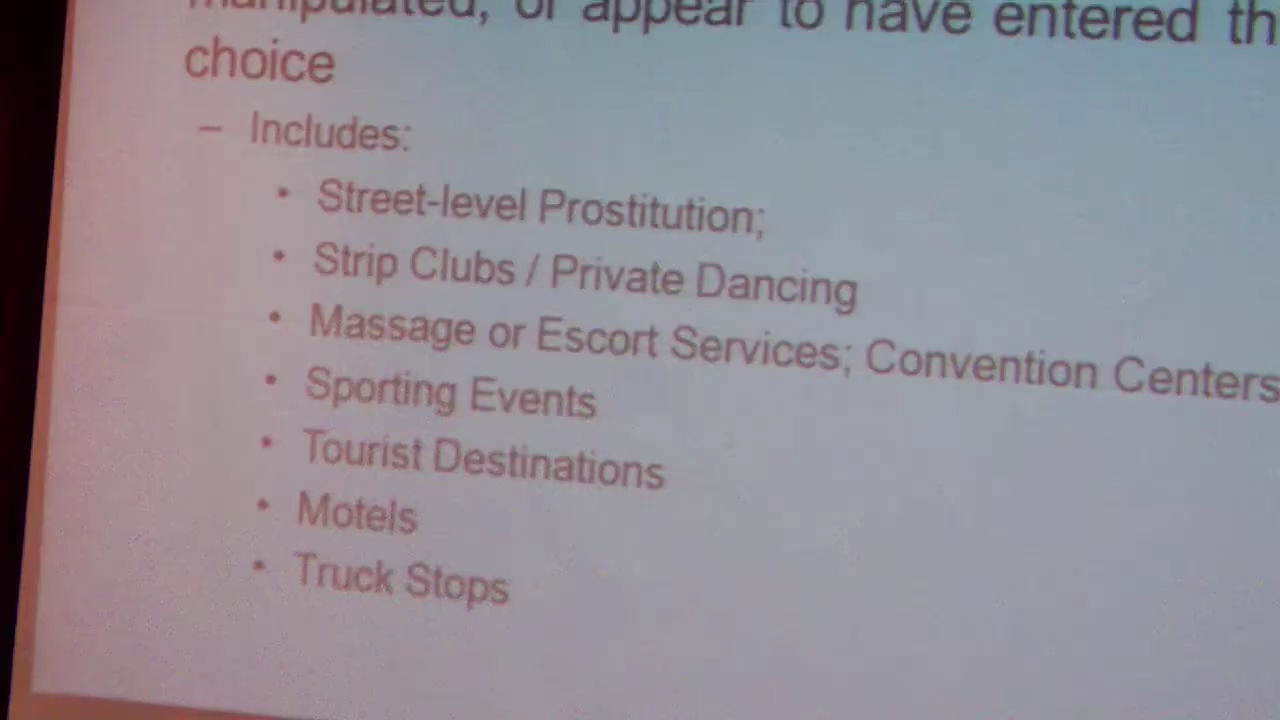 manipulated, or appear to have entered
choice
– Includes:
• Street-level Prostitution;
• Strip Clubs / Private Dancing
• Massage or Escort Services; Convention Centers
• Sporting Events
• Tourist Destinations
• Motels
• Truck Stops